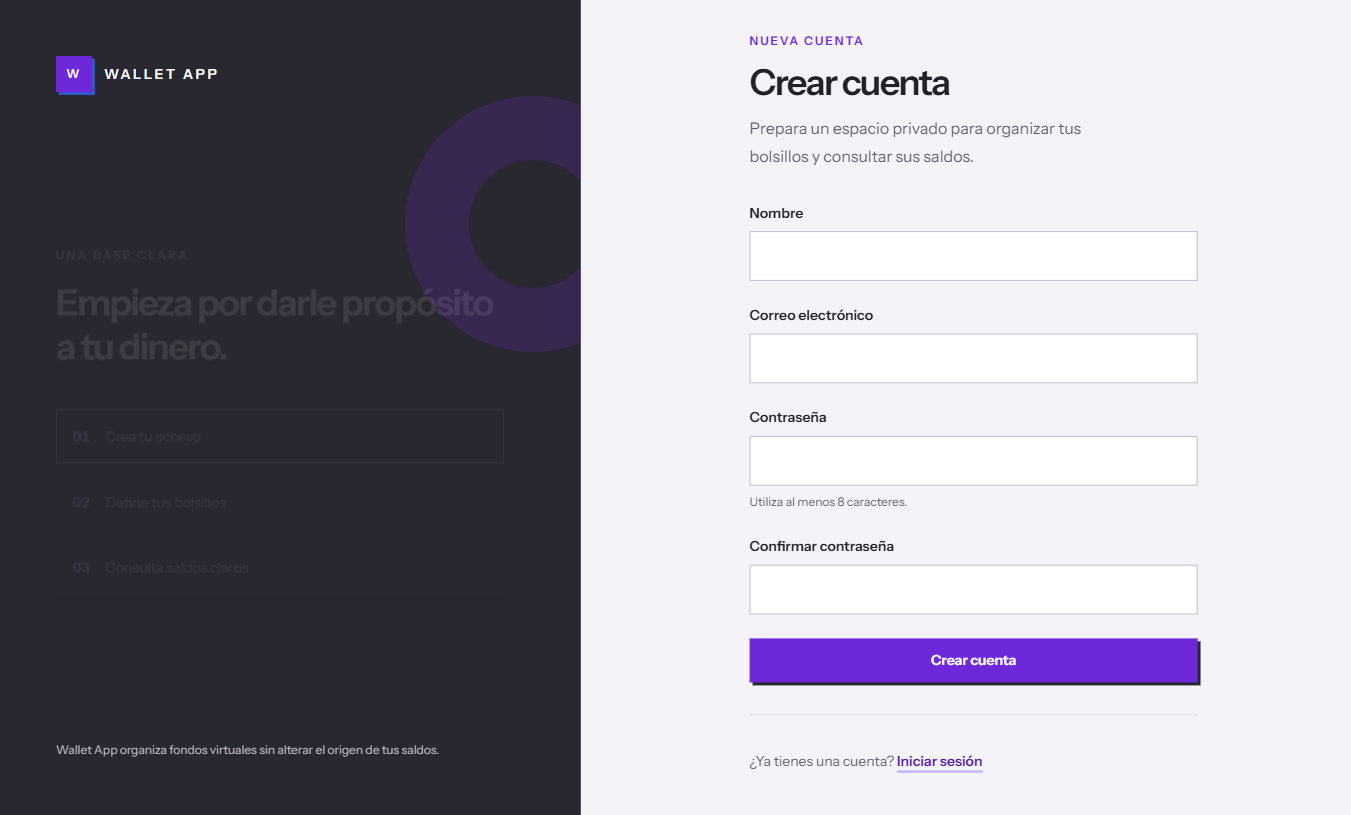 W
WALLET APP
UNA BASE CLARA
Empieza por darle propósito
a tu dinero.
01 Crea tu acceso
02 Define tus bolsillos
03 Consulta saldos claros
Wallet App organiza fondos virtuales sin alterar el origen de tus saldos.
NUEVA CUENTA
Crear cuenta
Prepara un espacio privado para organizar tus
bolsillos y consultar sus saldos.
Nombre
Correo electrónico
Contraseña
Utiliza al menos 8 caracteres.
Confirmar contraseña
Crear cuenta
¿Ya tienes una cuenta? Iniciar sesión